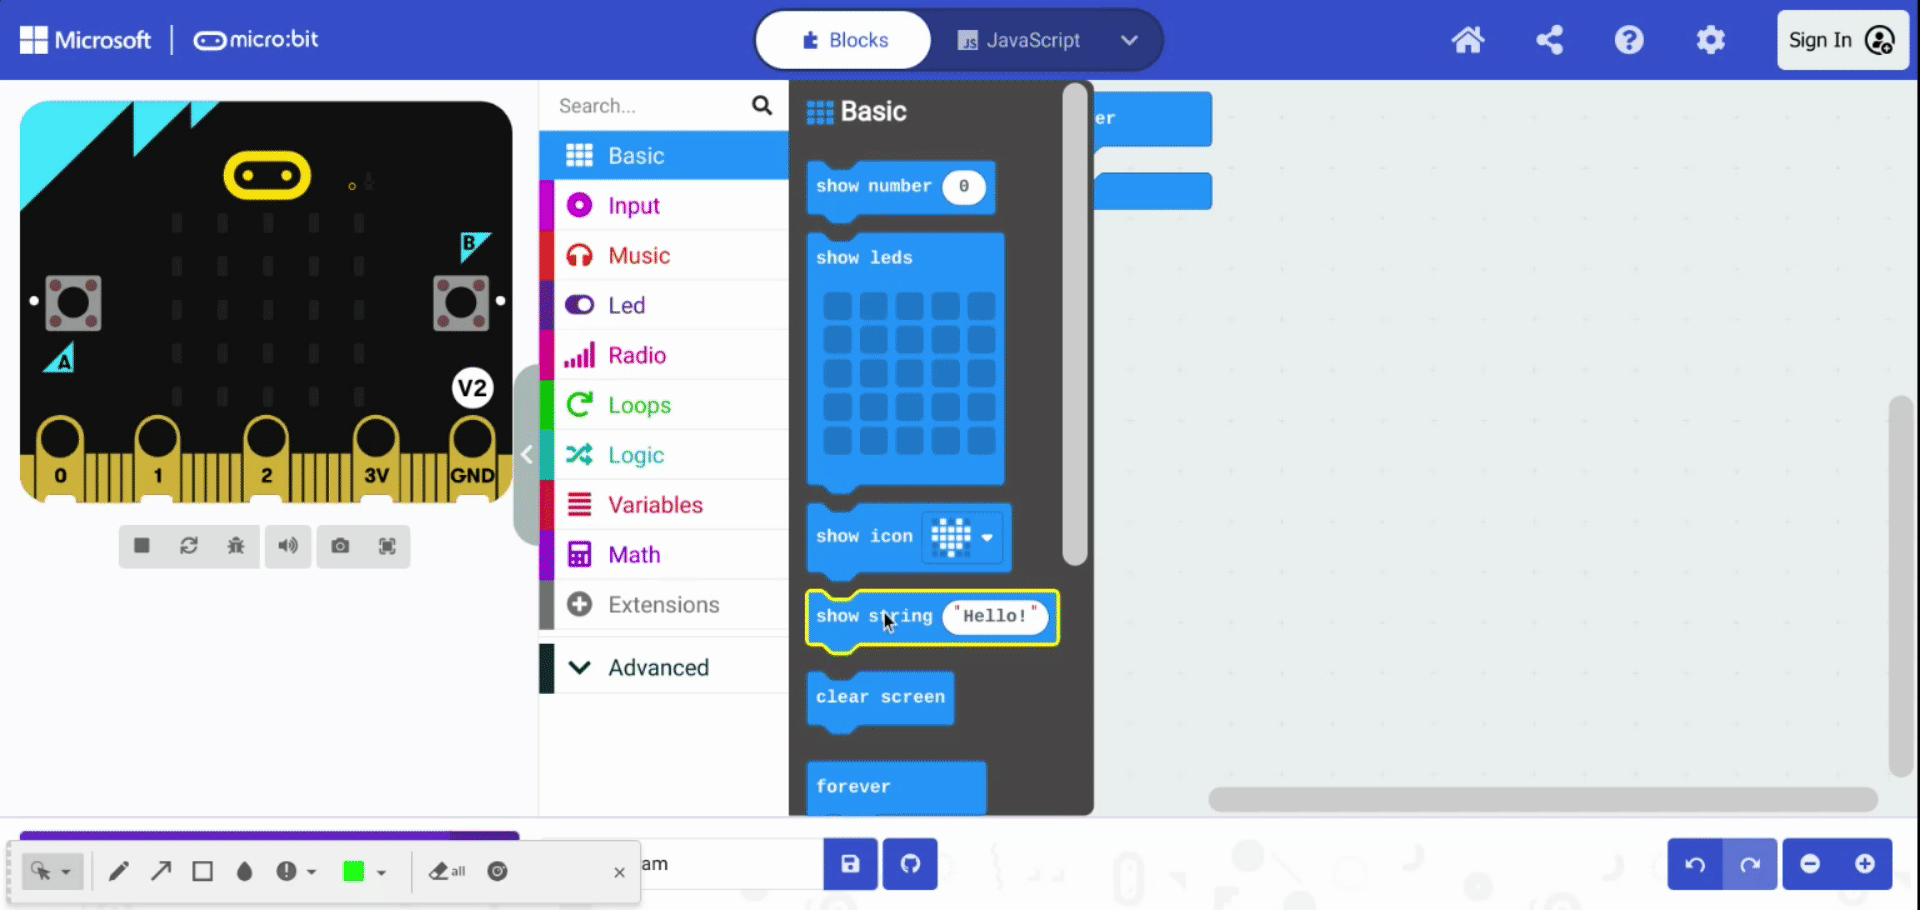 Microsoft
micro:bit
Blocks
JS JavaScript
Sign In
B
A
V2
0 1 2 3V GND
Search...
Basic
Input
Music
Led
Radio
Loops
Logic
Variables
Math
Extensions
Advanced
Basic
show number 0
show leds
show icon
show string "Hello!"
clear screen
forever
er
all
am